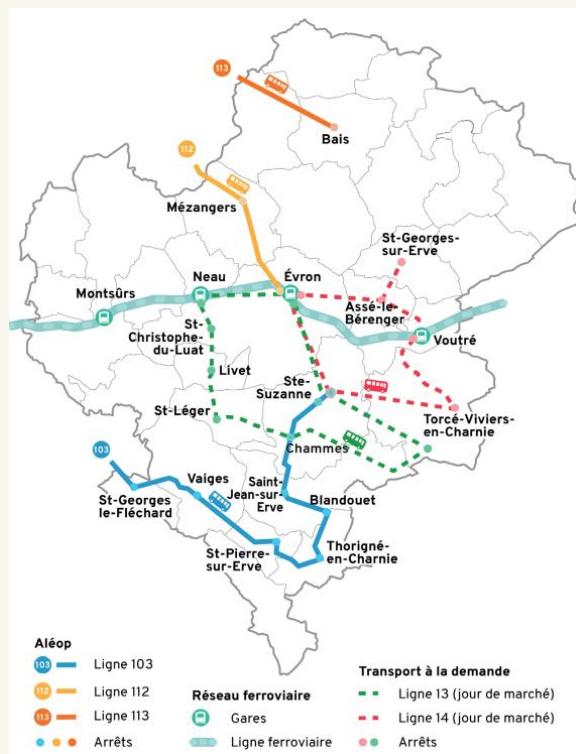 113
Bais
112
Mézangers
St-Georges-
sur-Erve
Neau
Évron
Montsûrs
Assé-le-
Bérenger
Voutré
St-
Christophe-
du-Luat
Livet
Ste-
Suzanne
St-Léger
Torcé-Viviers-
en-Charnie
Chammes
103
Vaiges
Saint-
Jean-sur-
Erve
Blandouet
St-Georges
le-Fléchard
St-Pierre-
sur-Erve
Thorigné-
en-Charnie
Aléop
103 Ligne 103
112 Ligne 112
113 Ligne 113
Arrêts
Réseau ferroviaire
Gares
Ligne ferroviaire
Transport à la demande
Ligne 13 (jour de marché)
Ligne 14 (jour de marché)
Arrêts